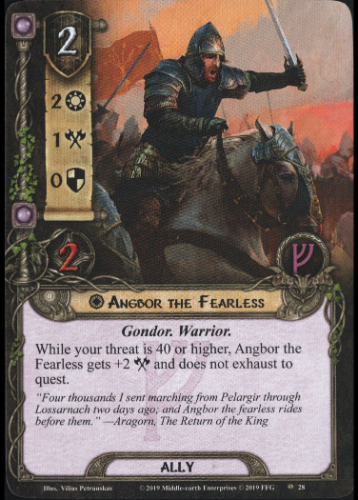 2
2
1
0
2
Angbor the Fearless
Gondor. Warrior.
While your threat is 40 or higher, Angbor the
Fearless gets +2 and does not exhaust to
quest.
“Four thousands I sent marching from Pelargir through
Lossarnach two days ago; and Angbor the fearless rides
before them.” —Aragorn, The Return of the King
ALLY
Illus. Vilius Petrauskas © 2019 Middle-earth Enterprises © 2019 FFG 28